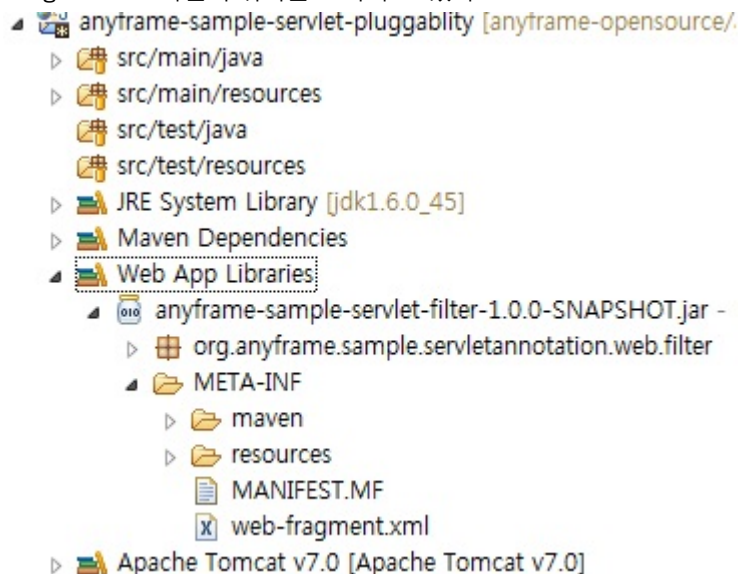 anyframe-sample-servlet-pluggablity [anyframe-opensource/
src/main/java
src/main/resources
src/test/java
src/test/resources
JRE System Library [jdk1.6.0_45]
Maven Dependencies
Web App Libraries
anyframe-sample-servlet-filter-1.0.0-SNAPSHOT.jar -
org.anyframe.sample.servletannotation.web.filter
META-INF
maven
resources
MANIFEST.MF
web-fragment.xml
Apache Tomcat v7.0 [Apache Tomcat v7.0]